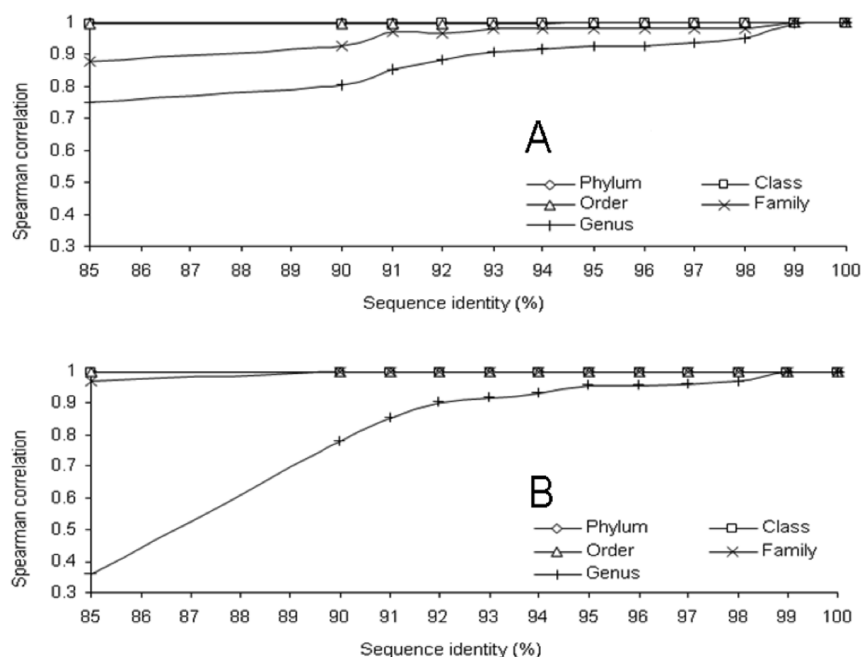 1
0.9
0.8
0.7
0.6
0.5
0.4
0.3
Spearman correlation
A
Phylum Class
Order Family
Genus
85 86 87 88 89 90 91 92 93 94 95 96 97 98 99 100
Sequence identity (%)
1
0.9
0.8
0.7
0.6
0.5
0.4
0.3
Spearman correlation
B
Phylum Class
Order Family
Genus
85 86 87 88 89 90 91 92 93 94 95 96 97 98 99 100
Sequence identity (%)